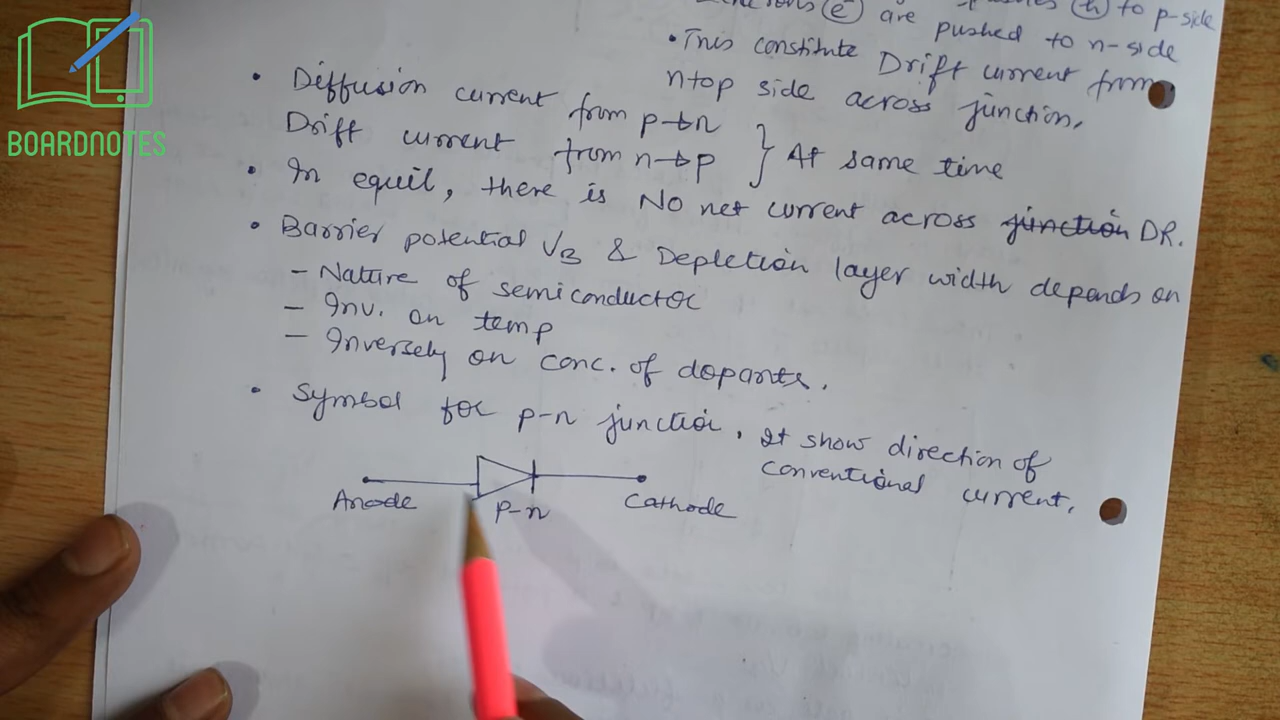 BOARDNOTES
(e) are pushed to n-side
(h) to p-side
• This constitute Drift current from
n to p side across junction.
• Diffusion current from p→n
Drift current from n→p } At same time
• In equil, there is No net current across junction DR.
• Barrier potential VB & Depletion layer width depends on
– Nature of semiconductor
– Inv. on temp
– Inversely on conc. of dopants.
• Symbol for p-n junction, It show direction of
conventional current.
Anode p-n Cathode